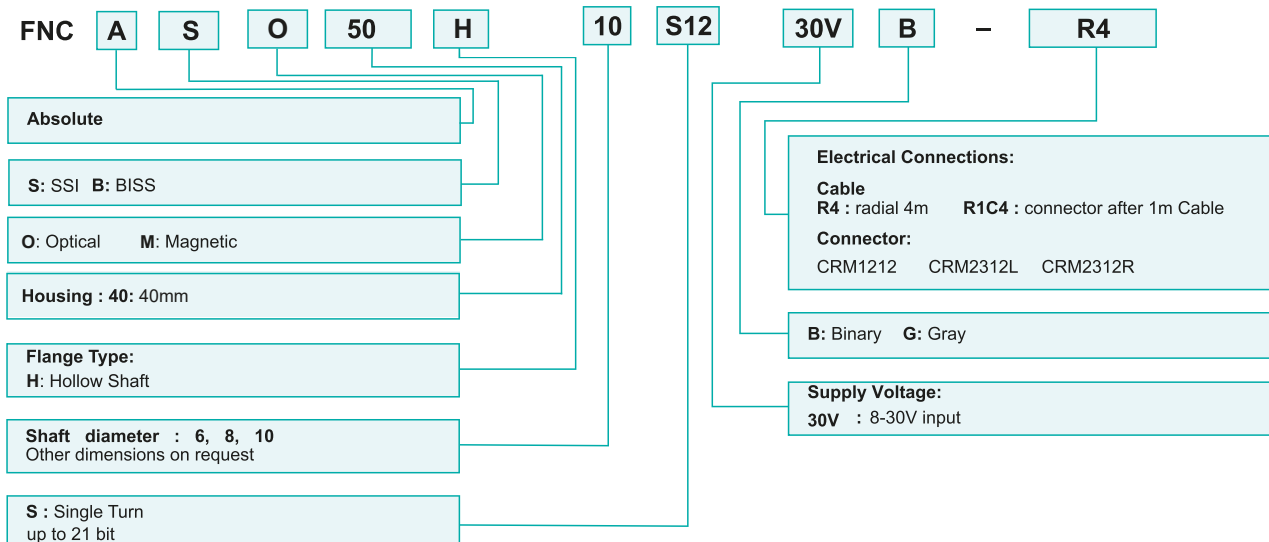 FNC A S O 50 H 10 S12 30V B – R4
Absolute
S: SSI B: BISS
O: Optical M: Magnetic
Housing : 40: 40mm
Flange Type:
H: Hollow Shaft
Shaft diameter : 6, 8, 10
Other dimensions on request
S : Single Turn
up to 21 bit
Electrical Connections:
Cable
R4 : radial 4m R1C4 : connector after 1m Cable
Connector:
CRM1212 CRM2312L CRM2312R
B: Binary G: Gray
Supply Voltage:
30V : 8-30V input